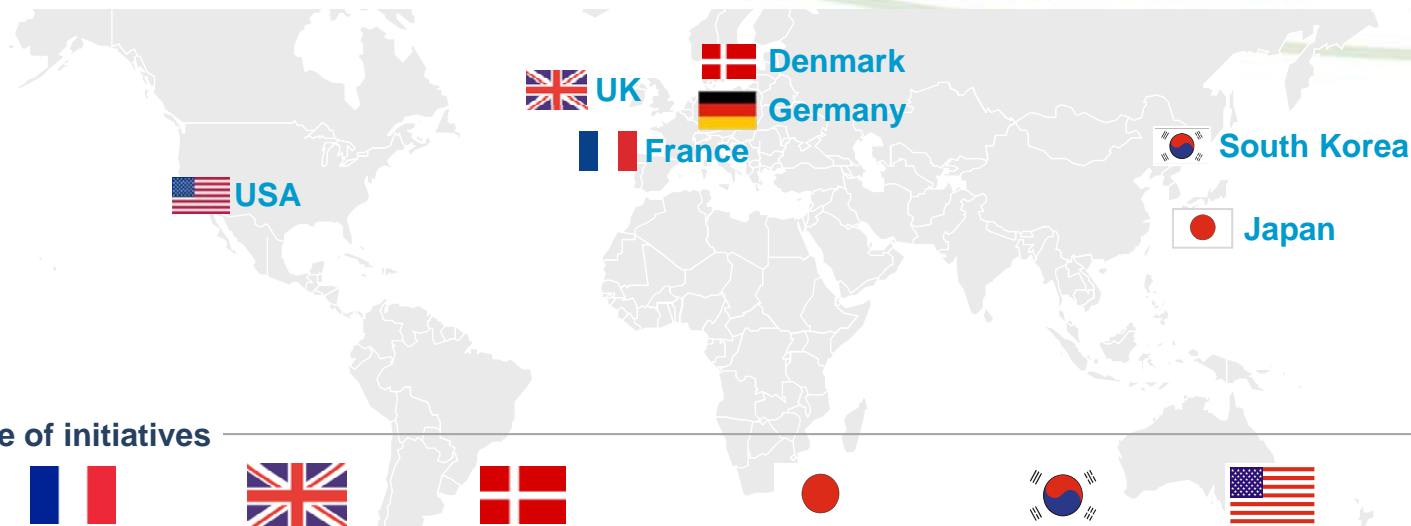 Denmark
UK
Germany
France
South Korea
USA
Japan
e of initiatives